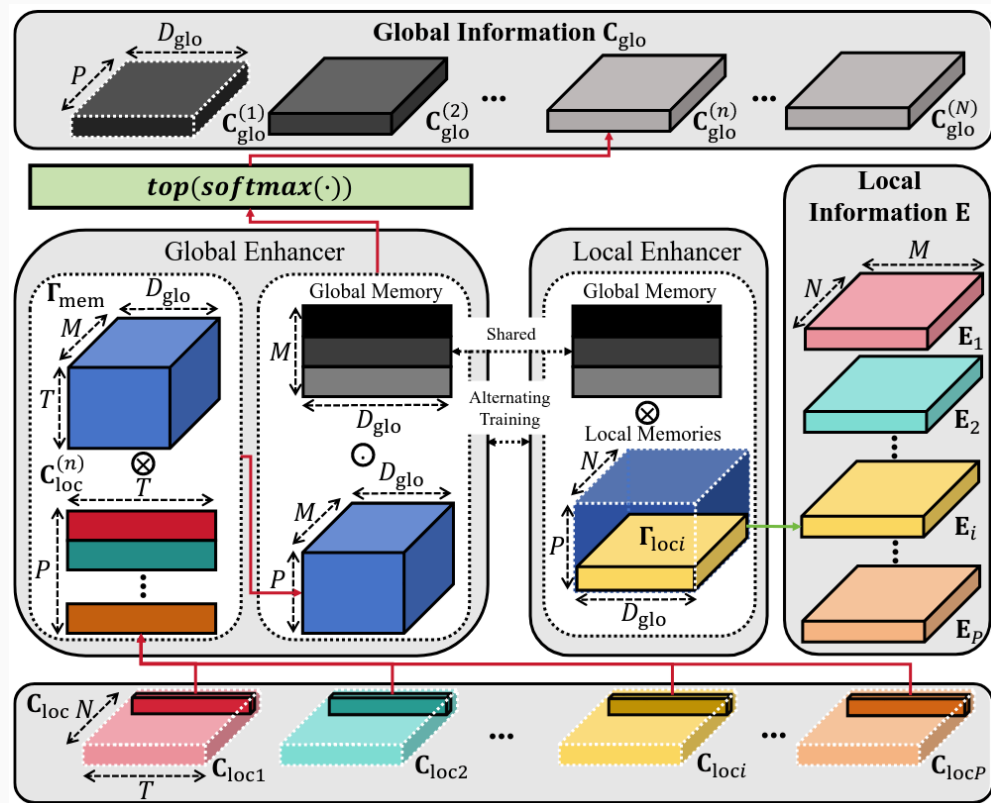 Global Information C_glo
D_glo
P
C_glo^(1)
C_glo^(2)
...
C_glo^(n)
...
C_glo^(N)
top(softmax(·))
Local
Information E
Global Enhancer
Local Enhancer
Γ_mem
D_glo
M
T
C_loc^(n)
⊗
T
P
⋮
Global Memory
M
D_glo
⊙
D_glo
M
P
Shared
Alternating
Training
Global Memory
⊗
Local Memories
N
P
Γ_loci
D_glo
M
N
E_1
E_2
⋮
E_i
⋮
E_P
C_loc
N
T
C_loc1
C_loc2
...
C_loci
...
C_locP